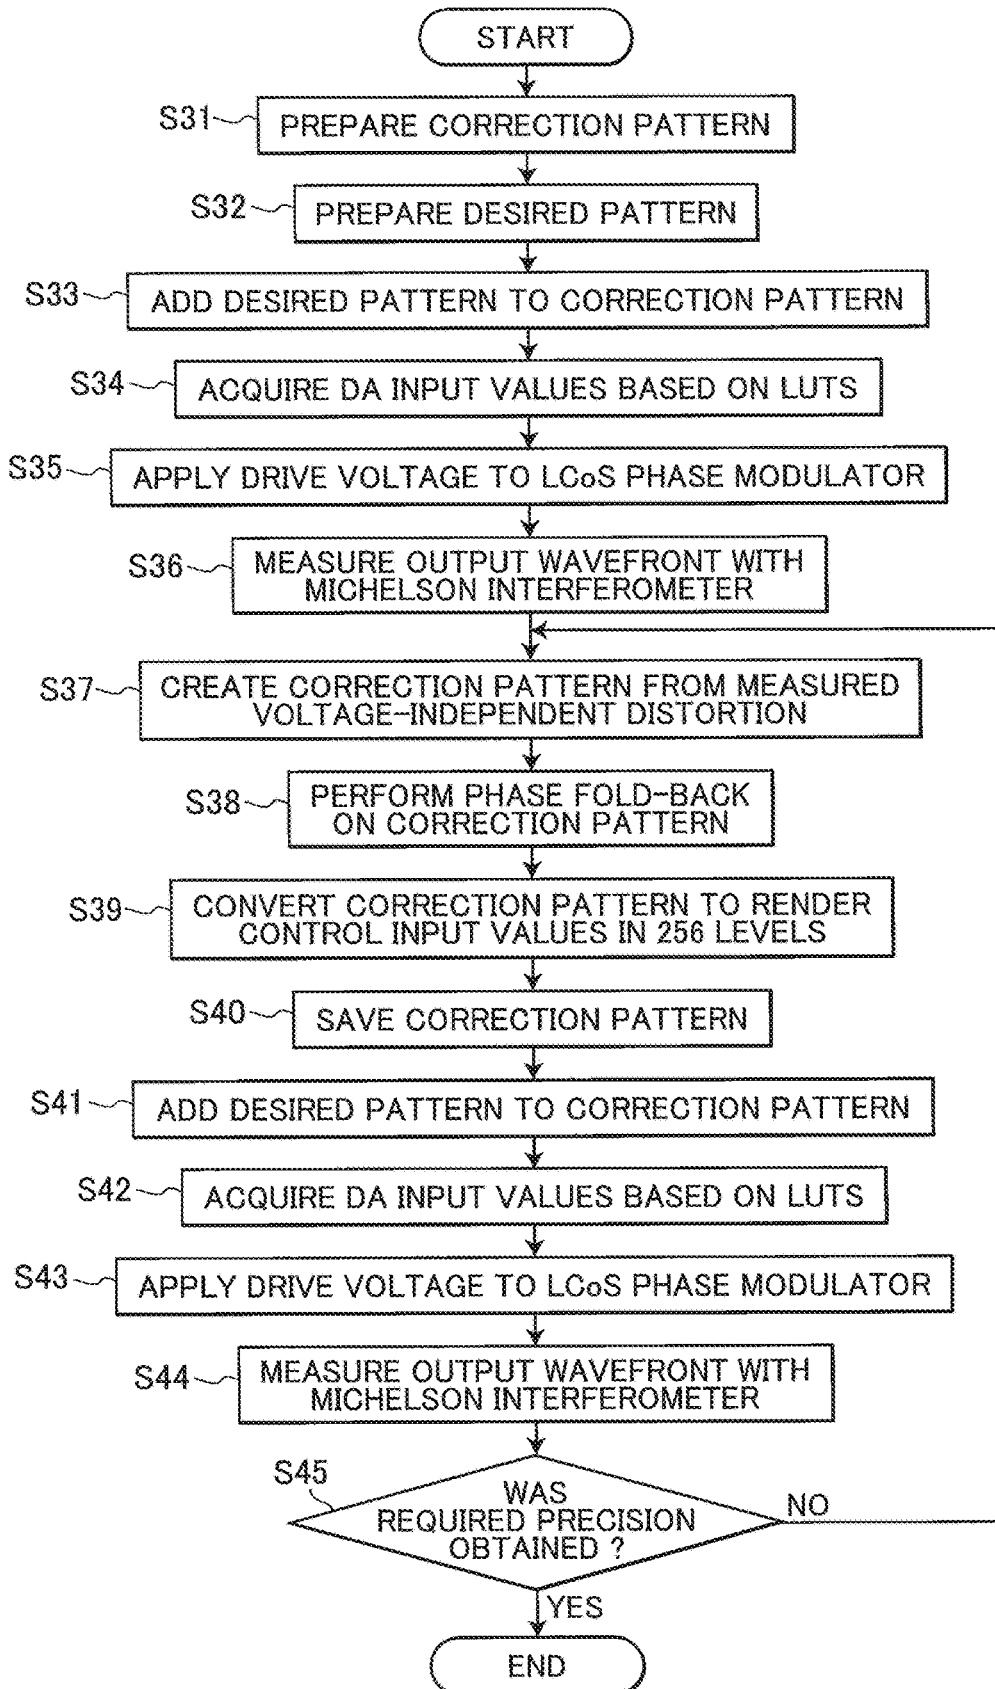 START
S31
PREPARE CORRECTION PATTERN
S32
PREPARE DESIRED PATTERN
S33
ADD DESIRED PATTERN TO CORRECTION PATTERN
S34
ACQUIRE DA INPUT VALUES BASED ON LUTS
S35
APPLY DRIVE VOLTAGE TO LCoS PHASE MODULATOR
S36
MEASURE OUTPUT WAVEFRONT WITH
MICHELSON INTERFEROMETER
S37
CREATE CORRECTION PATTERN FROM MEASURED
VOLTAGE-INDEPENDENT DISTORTION
S38
PERFORM PHASE FOLD-BACK
ON CORRECTION PATTERN
S39
CONVERT CORRECTION PATTERN TO RENDER
CONTROL INPUT VALUES IN 256 LEVELS
S40
SAVE CORRECTION PATTERN
S41
ADD DESIRED PATTERN TO CORRECTION PATTERN
S42
ACQUIRE DA INPUT VALUES BASED ON LUTS
S43
APPLY DRIVE VOLTAGE TO LCoS PHASE MODULATOR
S44
MEASURE OUTPUT WAVEFRONT WITH
MICHELSON INTERFEROMETER
S45
WAS
REQUIRED PRECISION
OBTAINED ?
NO
YES
END